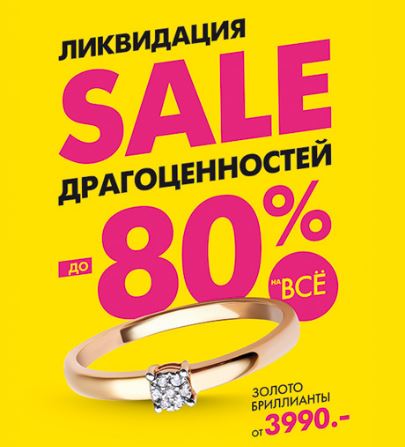 ЛИКВИДАЦИЯ
SALE
ДРАГОЦЕННОСТЕЙ
ДО 80%
НА ВСЁ
ЗОЛОТО
БРИЛЛИАНТЫ
ОТ 3990.-